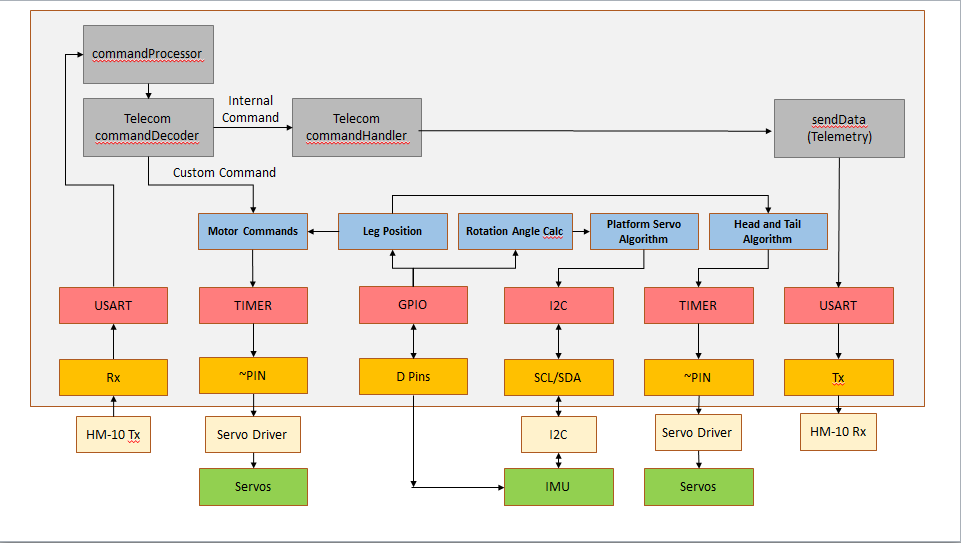 commandProcessor
Telecom
commandDecoder
Internal
Command
Telecom
commandHandler
sendData
(Telemetry)
Custom Command
Motor Commands
Leg Position
Rotation Angle Calc
Platform Servo
Algorithm
Head and Tail
Algorithm
USART
TIMER
GPIO
I2C
TIMER
USART
Rx
~PIN
D Pins
SCL/SDA
~PIN
Tx
HM-10 Tx
Servo Driver
I2C
Servo Driver
HM-10 Rx
Servos
IMU
Servos